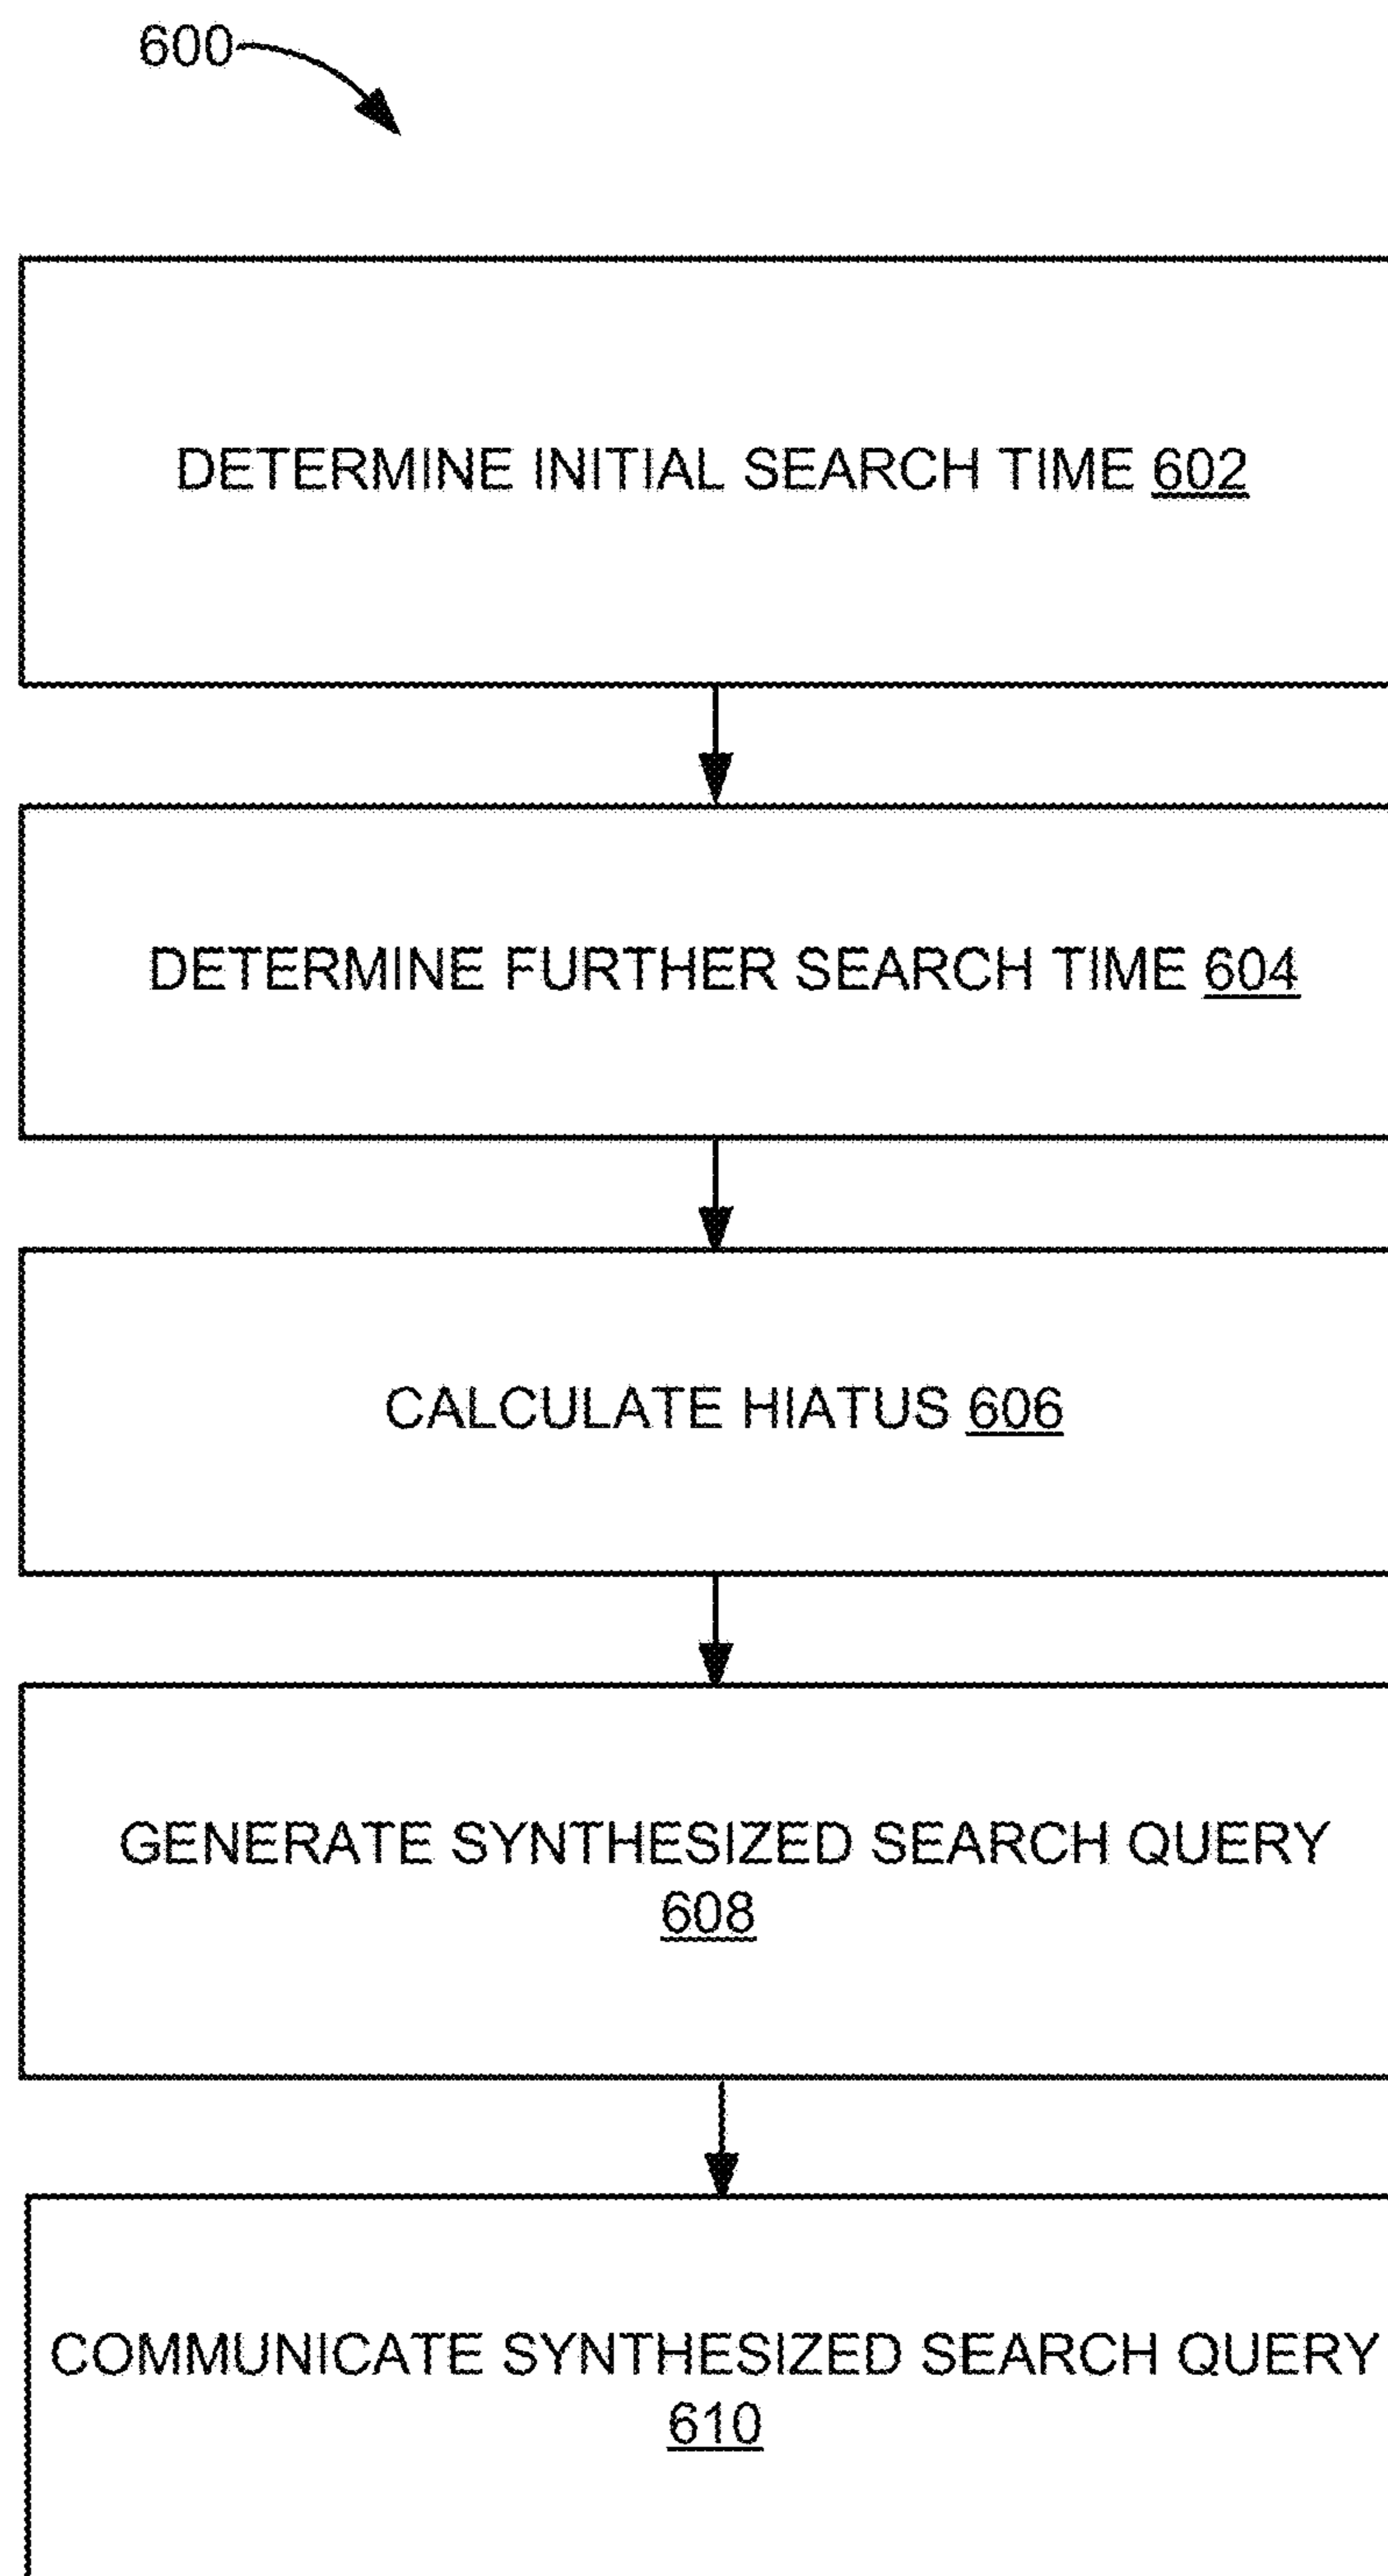 600
DETERMINE INITIAL SEARCH TIME 602
DETERMINE FURTHER SEARCH TIME 604
CALCULATE HIATUS 606
GENERATE SYNTHESIZED SEARCH QUERY
608
COMMUNICATE SYNTHESIZED SEARCH QUERY
610